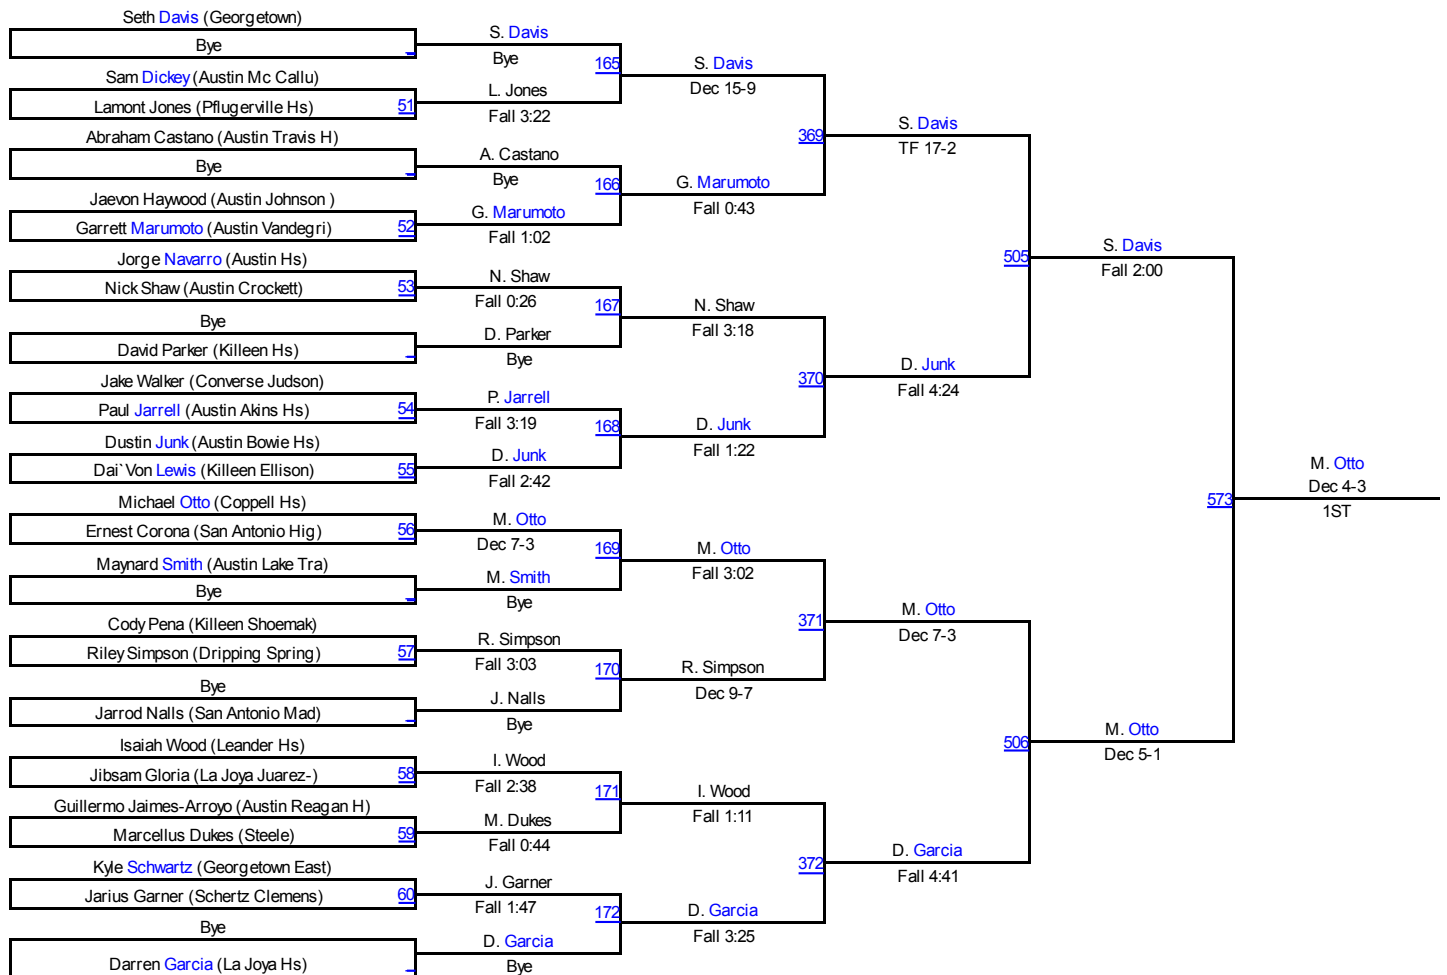 Seth Davis (Georgetown)
Bye
Sam Dickey (Austin Mc Callu)
Lamont Jones (Pflugerville Hs)
51
Abraham Castano (Austin Travis H)
Bye
Jaevon Haywood (Austin Johnson )
Garrett Marumoto (Austin Vandegri)
52
Jorge Navarro (Austin Hs)
Nick Shaw (Austin Crockett)
53
Bye
David Parker (Killeen Hs)
Jake Walker (Converse Judson)
Paul Jarrell (Austin Akins Hs)
54
Dustin Junk (Austin Bowie Hs)
Dai`Von Lewis (Killeen Ellison)
55
Michael Otto (Coppell Hs)
Ernest Corona (San Antonio Hig)
56
Maynard Smith (Austin Lake Tra)
Bye
Cody Pena (Killeen Shoemak)
Riley Simpson (Dripping Spring)
57
Bye
Jarrod Nalls (San Antonio Mad)
Isaiah Wood (Leander Hs)
Jibsam Gloria (La Joya Juarez-)
58
Guillermo Jaimes-Arroyo (Austin Reagan H)
Marcellus Dukes (Steele)
59
Kyle Schwartz (Georgetown East)
Jarius Garner (Schertz Clemens)
60
Bye
Darren Garcia (La Joya Hs)
S. Davis
Bye
165
L. Jones
Fall 3:22
A. Castano
Bye
166
G. Marumoto
Fall 1:02
N. Shaw
Fall 0:26
167
D. Parker
Bye
P. Jarrell
Fall 3:19
168
D. Junk
Fall 2:42
M. Otto
Dec 7-3
169
M. Smith
Bye
R. Simpson
Fall 3:03
170
J. Nalls
Bye
I. Wood
Fall 2:38
171
M. Dukes
Fall 0:44
J. Garner
Fall 1:47
172
D. Garcia
Bye
S. Davis
Dec 15-9
369
G. Marumoto
Fall 0:43
N. Shaw
Fall 3:18
370
D. Junk
Fall 1:22
M. Otto
Fall 3:02
371
R. Simpson
Dec 9-7
I. Wood
Fall 1:11
372
D. Garcia
Fall 3:25
S. Davis
TF 17-2
505
D. Junk
Fall 4:24
M. Otto
Dec 7-3
506
D. Garcia
Fall 4:41
S. Davis
Fall 2:00
573
M. Otto
Dec 5-1
M. Otto
Dec 4-3
1ST